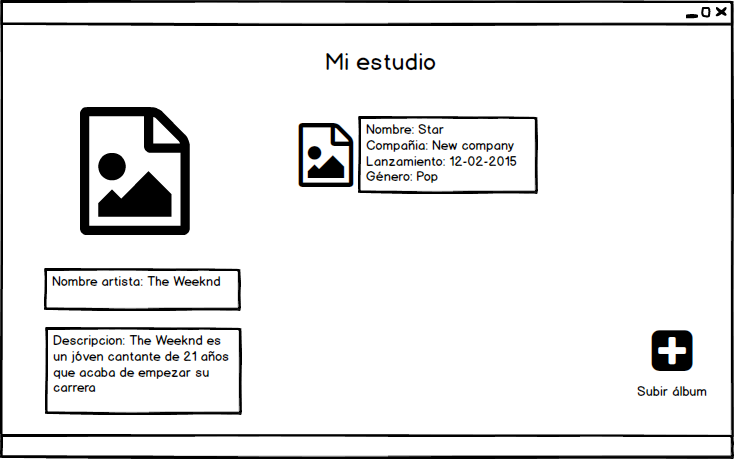 Mi estudio
Nombre: Star
Compañia: New company
Lanzamiento: 12-02-2015
Género: Pop
Nombre artista: The Weeknd
Descripcion: The Weeknd es
un jóven cantante de 21 años
que acaba de empezar su
carrera
Subir álbum